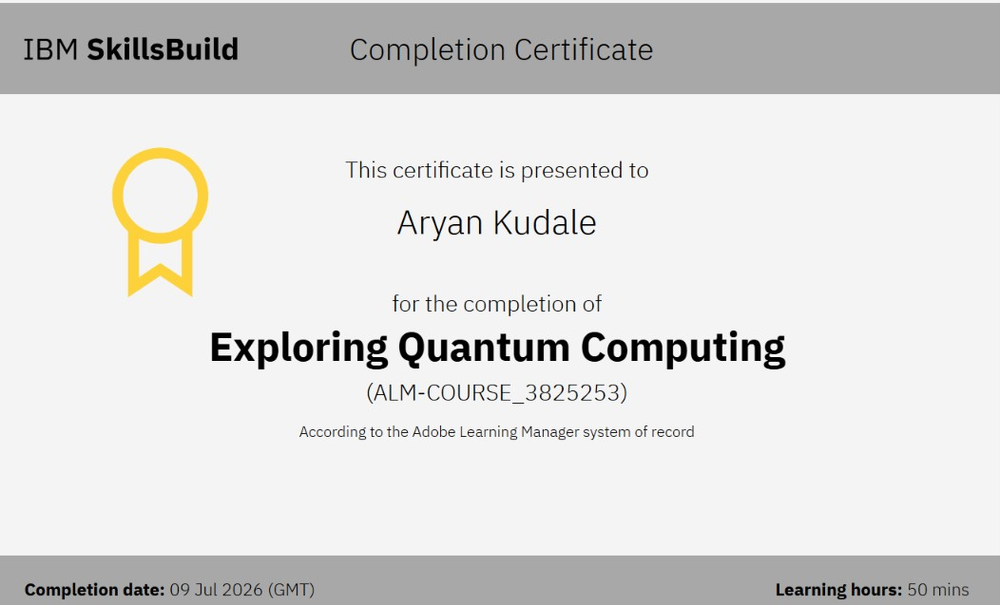 IBM SkillsBuild
Completion Certificate
This certificate is presented to
Aryan Kudale
for the completion of
Exploring Quantum Computing
(ALM-COURSE_3825253)
According to the Adobe Learning Manager system of record
Completion date: 09 Jul 2026 (GMT)
Learning hours: 50 mins